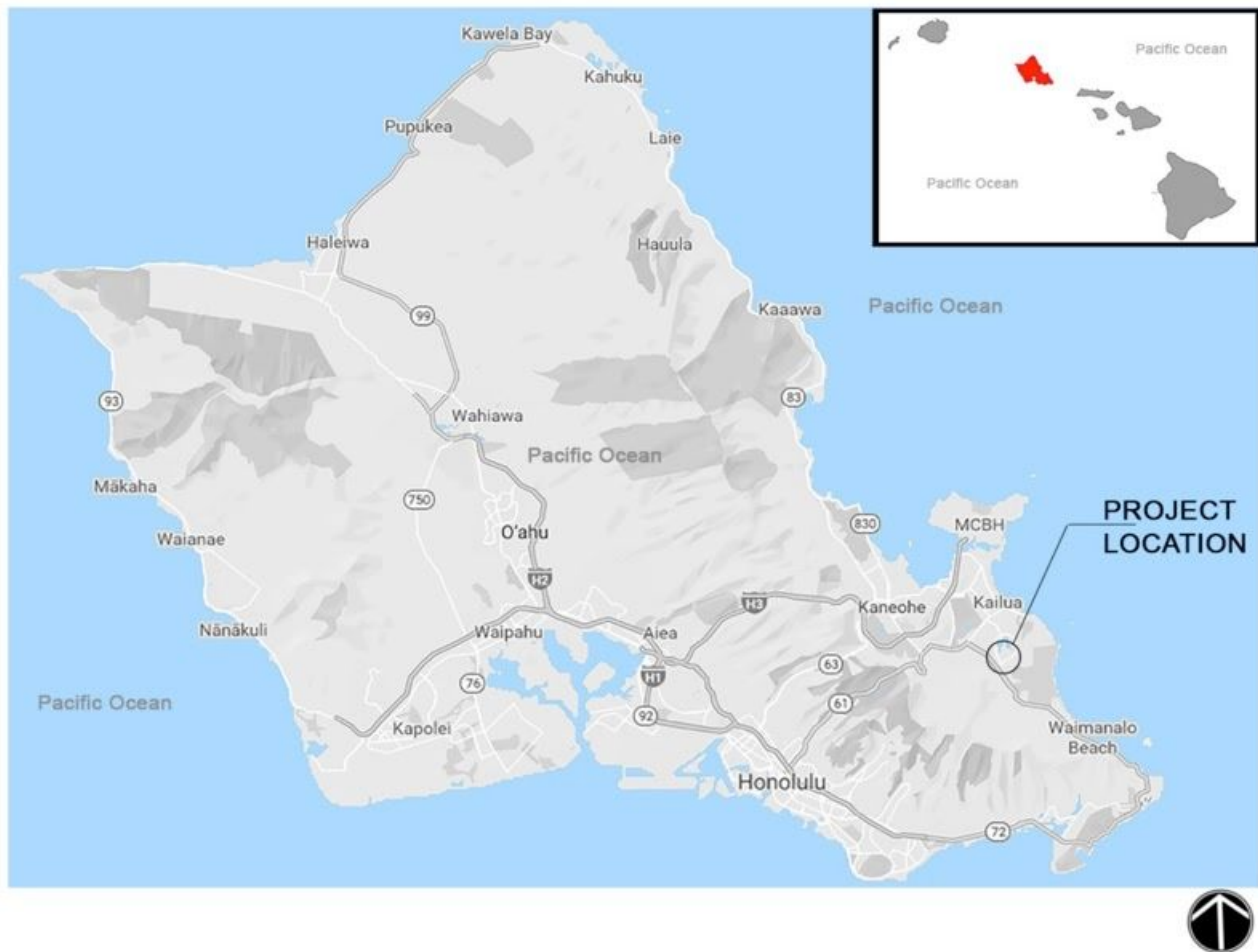 Kawela Bay
Kahuku
Pupukea
Laie
Haleiwa
Hauula
Pacific Ocean
Pacific Ocean
Kaaawa
Pacific Ocean
99
93
83
Wahiawa
Pacific Ocean
Mākaha
750
Waianae
O'ahu
830
MCBH
PROJECT
LOCATION
H2
H3
Kaneohe
Kailua
Nānākuli
Waipahu
Aiea
63
H1
76
61
92
Pacific Ocean
Kapolei
Waimanalo
Beach
Honolulu
72